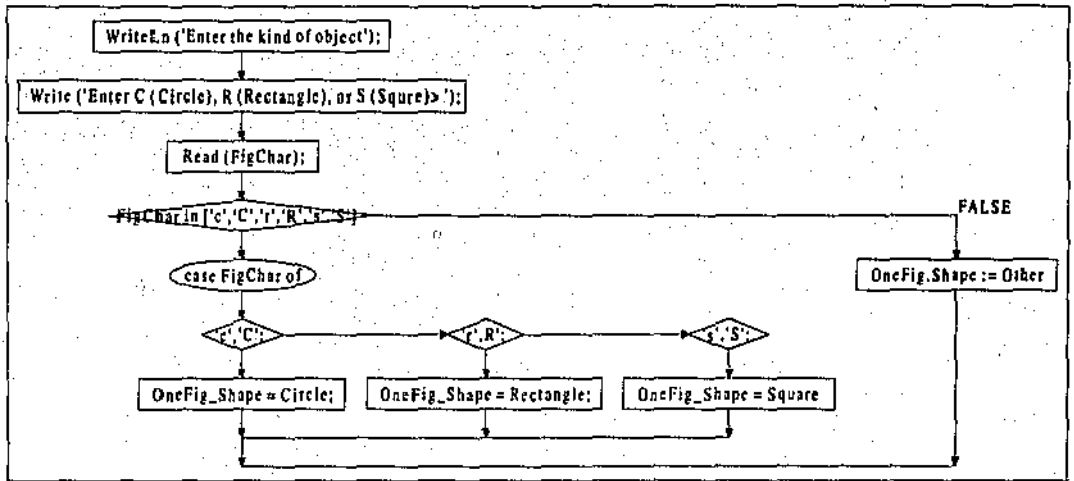 WriteLn ('Enter the kind of object');
Write ('Enter C (Circle), R (Rectangle), or S (Squre)> ');
Read (FigChar);
FigChar in ['c','C','r','R','s','S']
FALSE
case FigChar of
OneFig.Shape := Other
'c','C':
'r',R':
's','S':
OneFig_Shape = Circle;
OneFig_Shape = Rectangle;
OneFig_Shape = Square